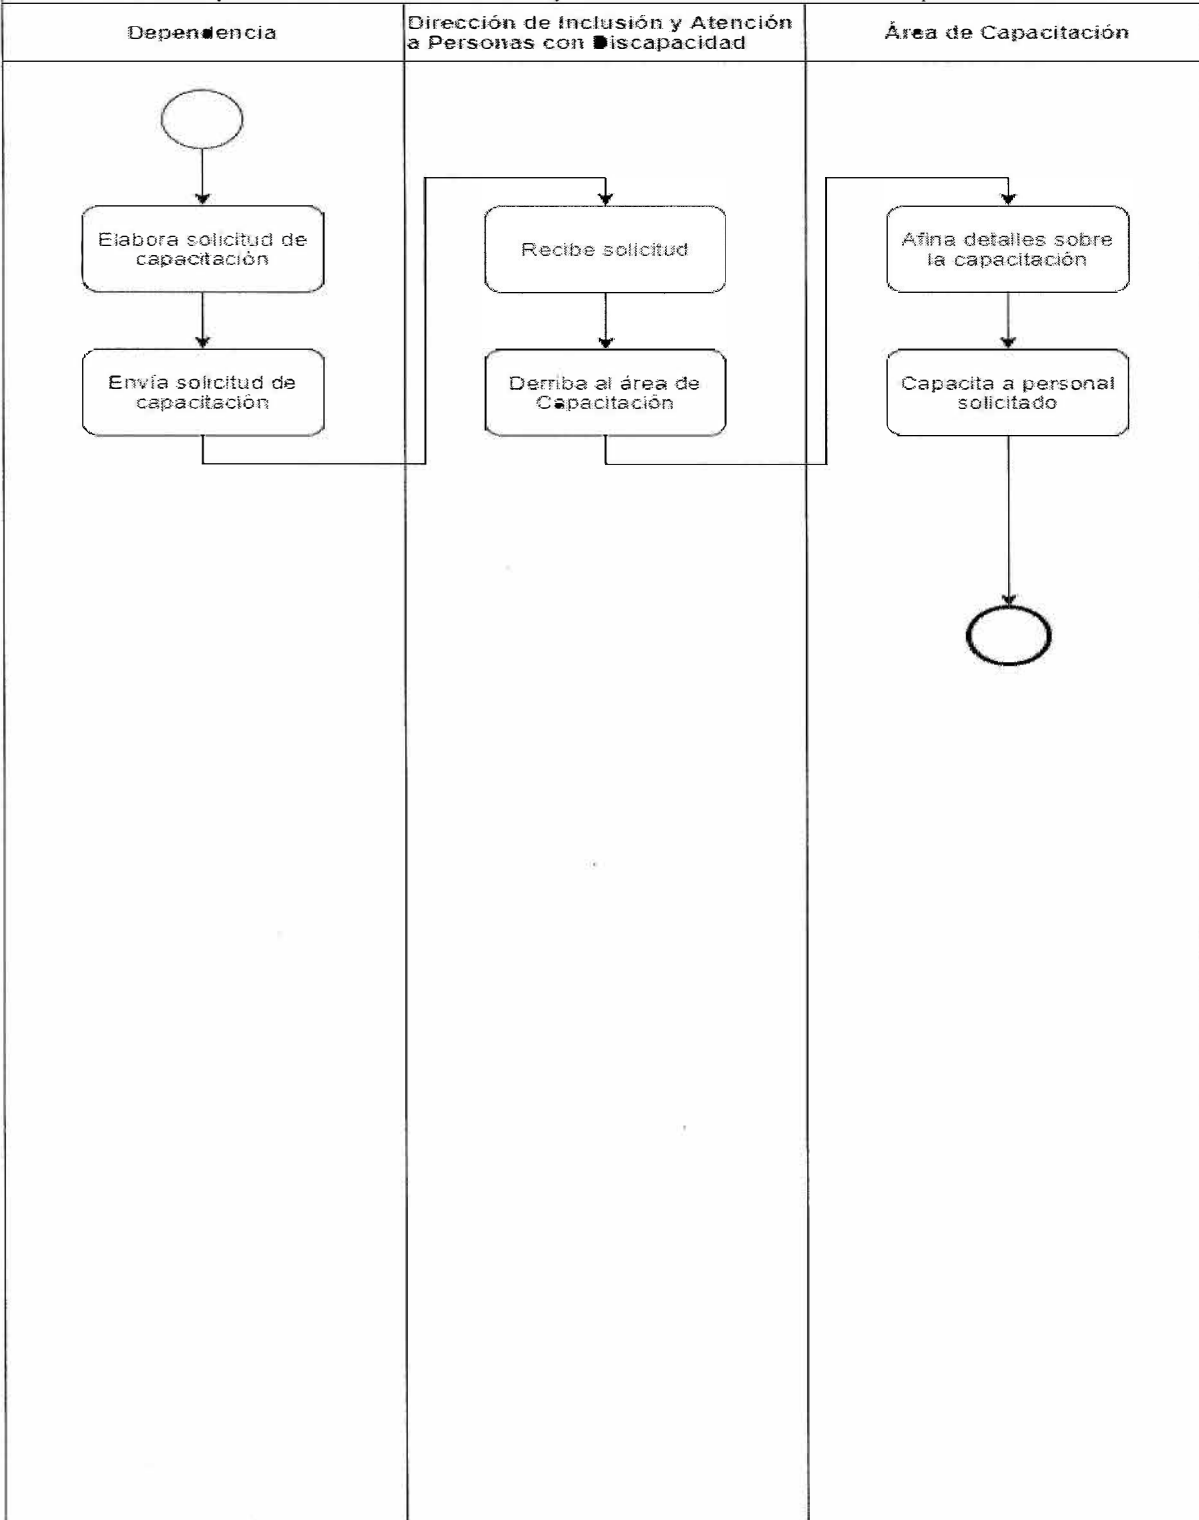 Dependencia
Dirección de Inclusión y Atención
a Personas con Discapacidad
Área de Capacitación
Elabora solicitud de
capacitación
Envía solicitud de
capacitación
Recibe solicitud
Derriba al área de
Capacitación
Afina detalles sobre
la capacitación
Capacita a personal
solicitado